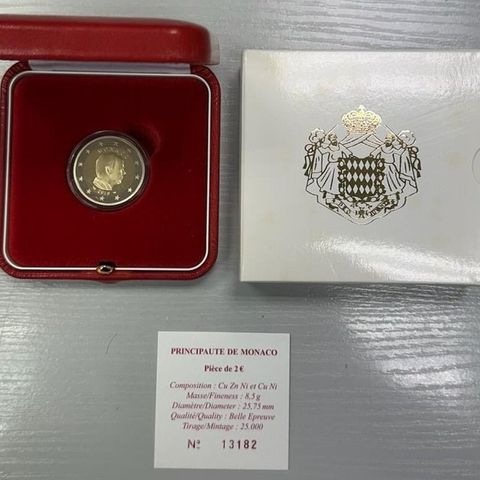 MONACO
PRINCIPAUTE DE MONACO
Pièce de 2 €
Composition : Cu Zn Ni et Cu Ni
Masse/Fineness : 8.5 g
Diamètre/Diameter : 25.75 mm
Qualité/Quality : Belle Epreuve
Tirage/Mintage : 25.000
No 13182